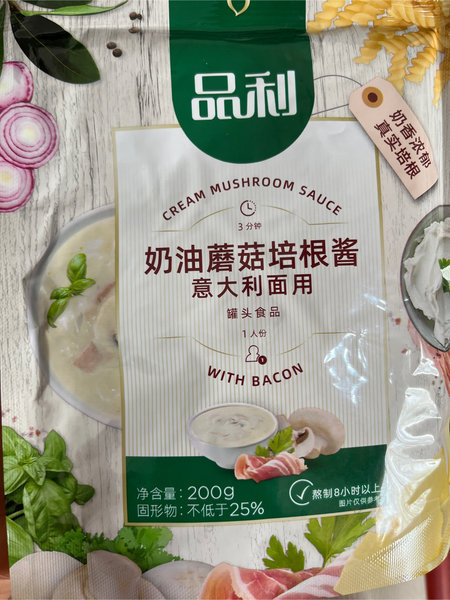 品利
奶香浓郁
真实培根
CREAM MUSHROOM SAUCE
3分钟
奶油蘑菇培根酱
意大利面用
罐头食品
1人份
1
WITH BACON
净含量: 200g
固形物: 不低于25%
熬制8小时以上
图片仅供参考